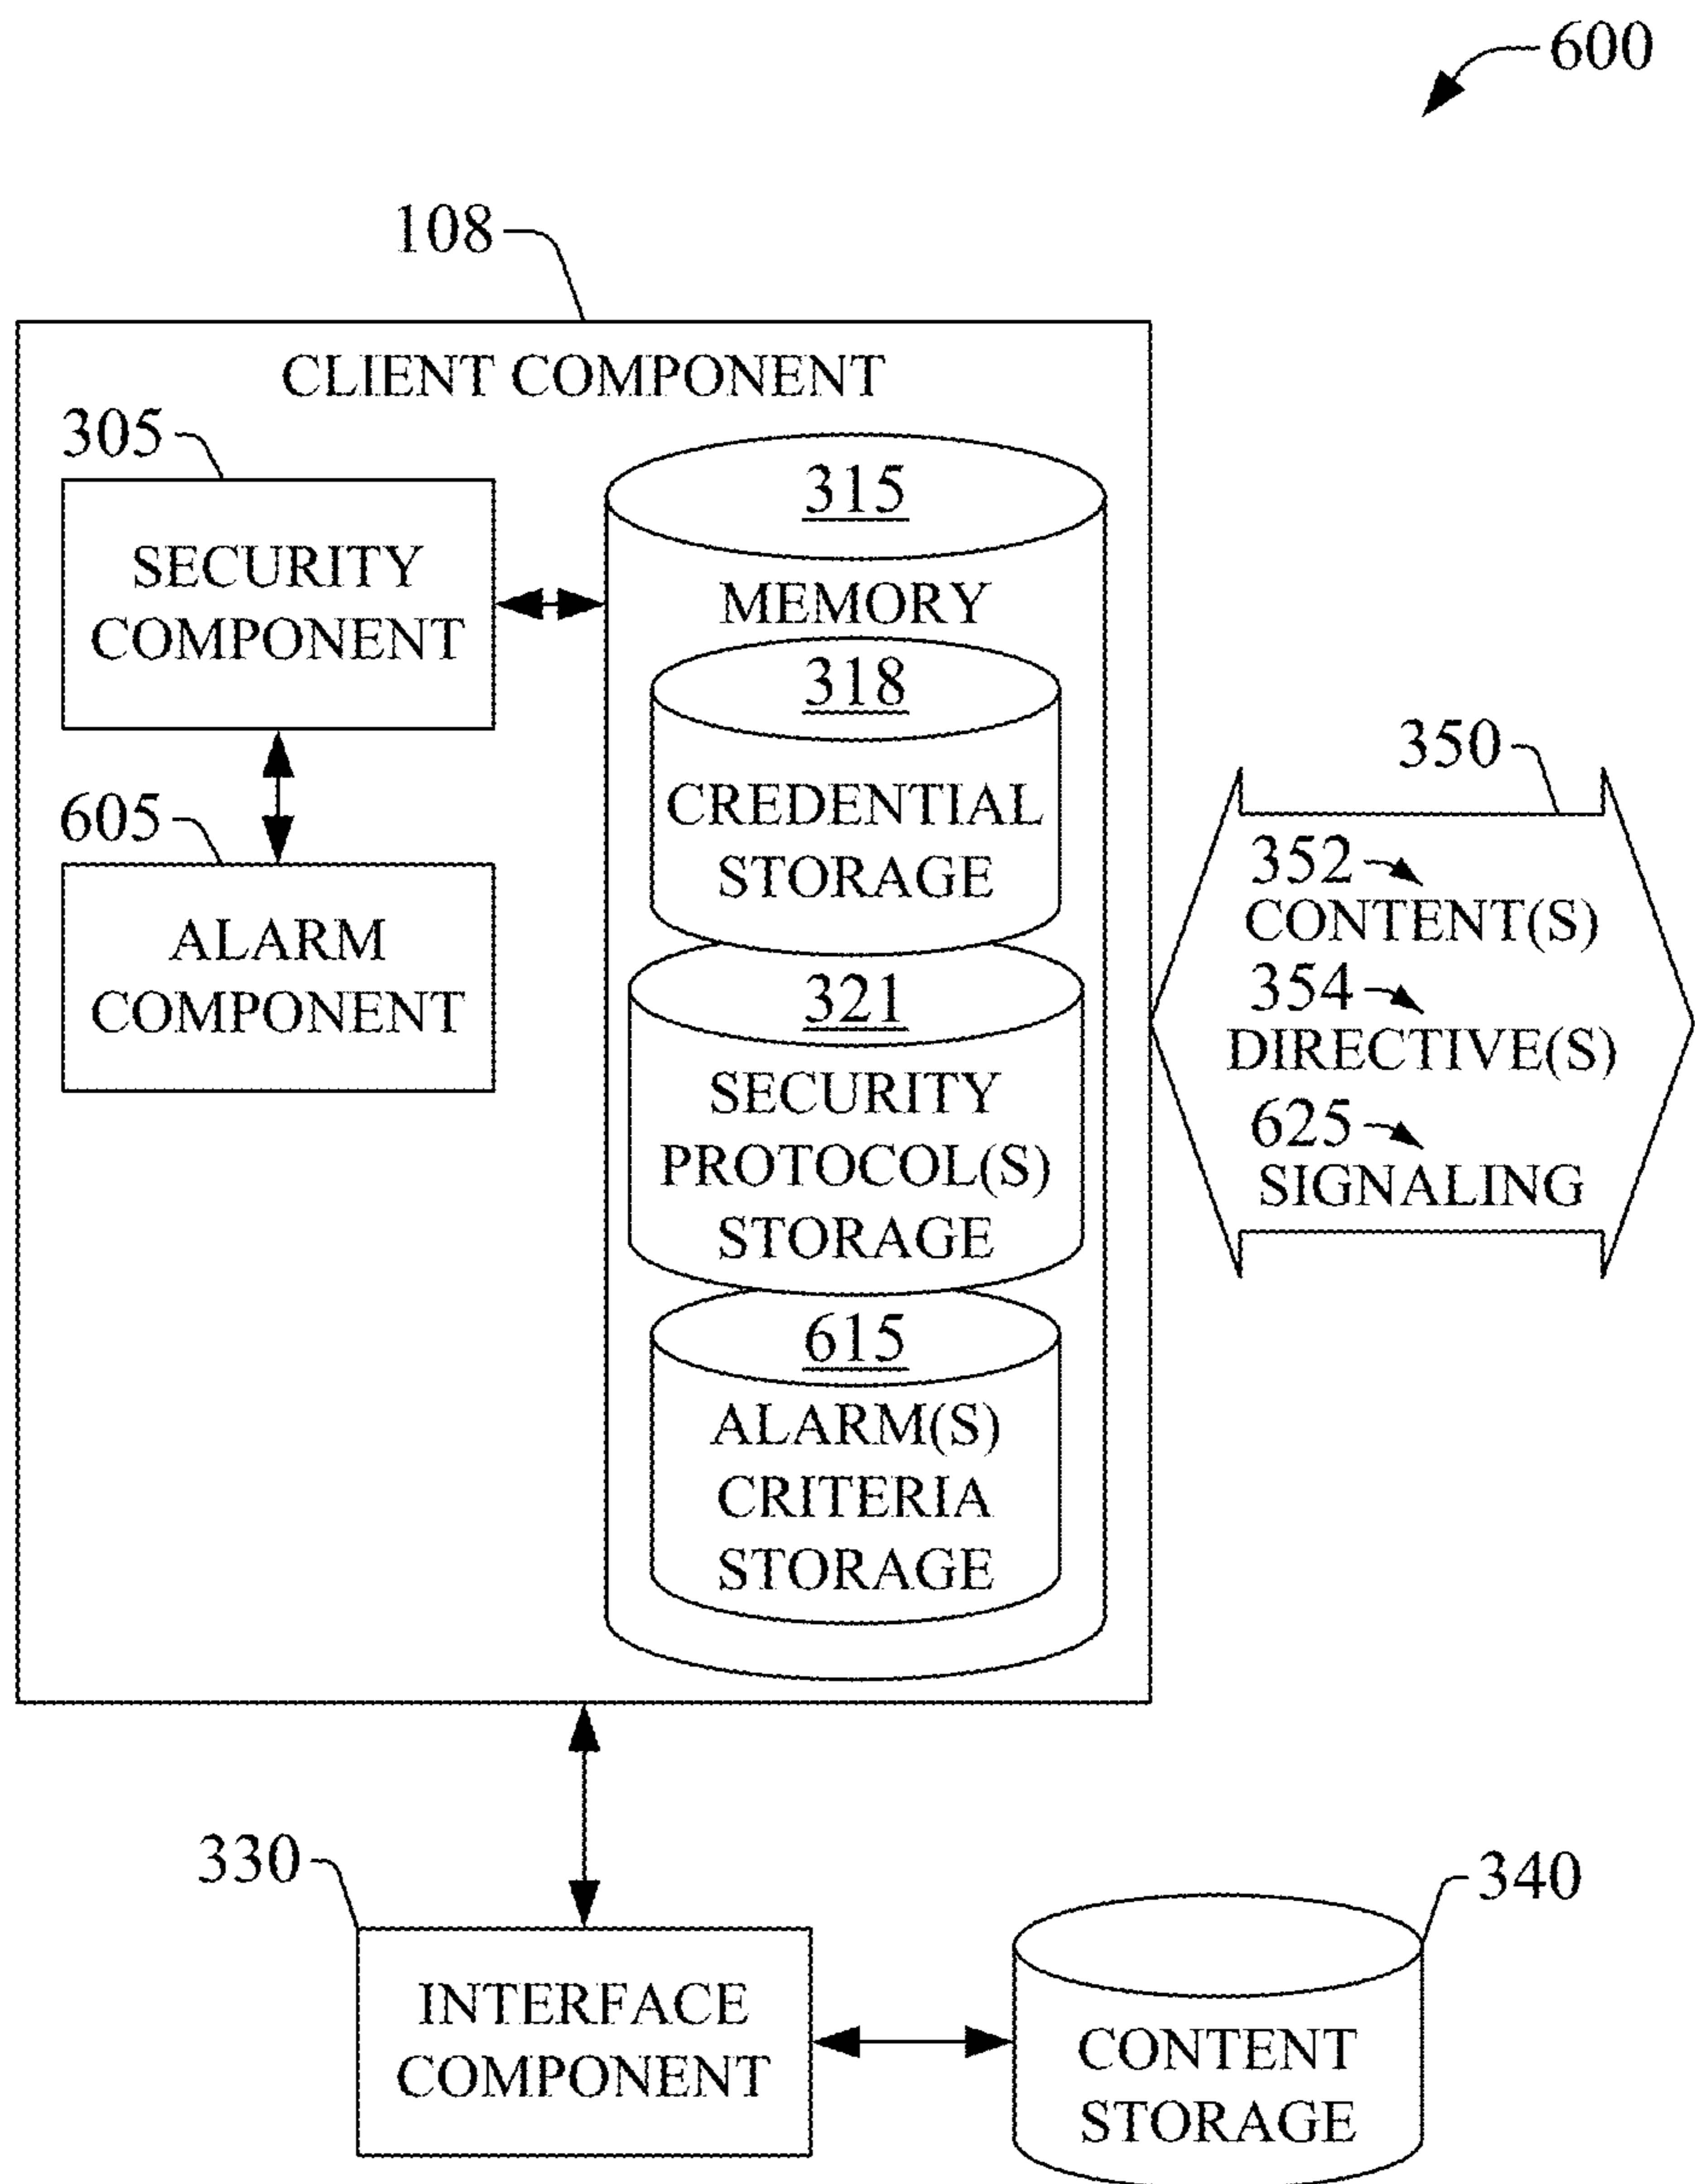 600
108
CLIENT COMPONENT
305
SECURITY
COMPONENT
605
ALARM
COMPONENT
315
MEMORY
318
CREDENTIAL
STORAGE
321
SECURITY
PROTOCOL(S)
STORAGE
615
ALARM(S)
CRITERIA
STORAGE
350
352
CONTENT(S)
354
DIRECTIVE(S)
625
SIGNALING
330
INTERFACE
COMPONENT
340
CONTENT
STORAGE